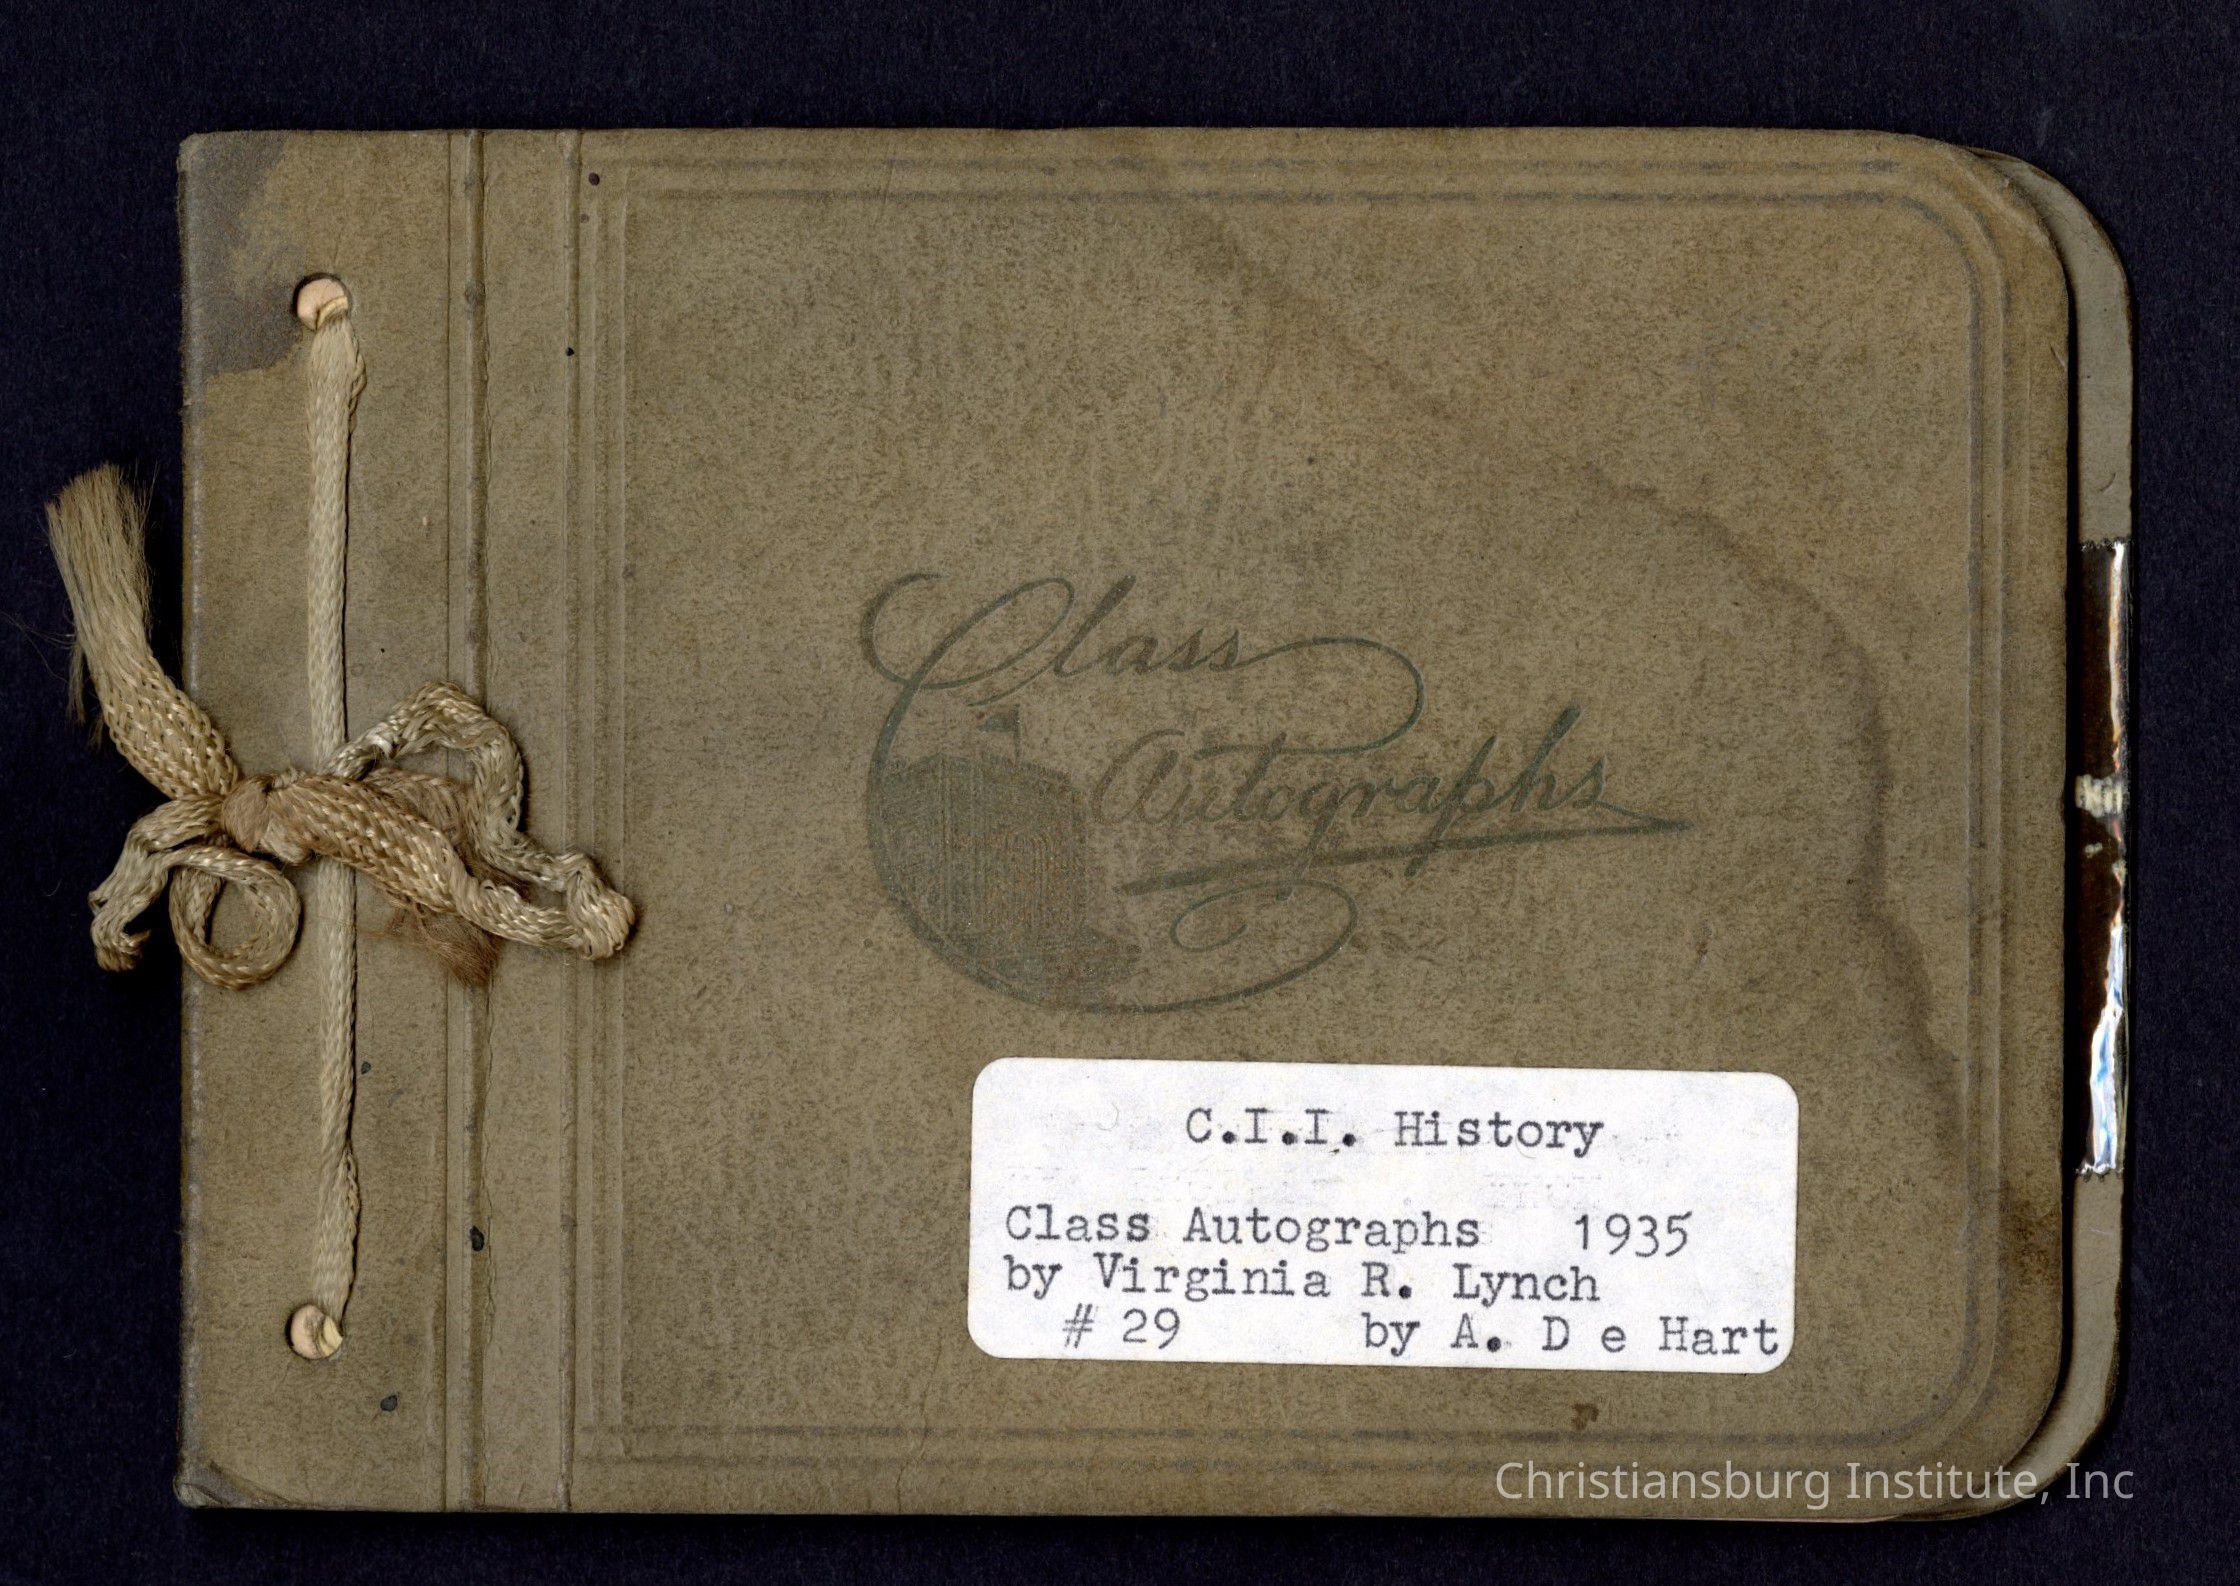 Class
Autographs
C.I.I. History
Class Autographs 1935
by Virginia R. Lynch
# 29 by A. D e Hart
Christiansburg Institute, Inc